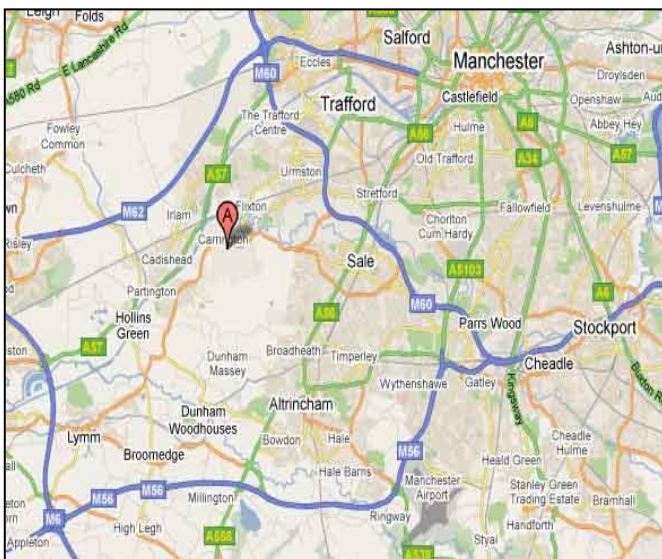 Leigh
Folds
E Lancashire Rd
A580 Rd
Salford
Manchester
Ashton-un
Droylsden
M60
Eccles
Castlefield
Openshaw
Trafford
The Trafford
Centre
A56
Hulme
A6
Abbey Hey
Fowley
Common
Old Trafford
A34
A57
Culcheth
A57
Urmston
Stretford
Levenshulme
Fallowfield
M62
Irlam
Flixton
A
Chorlton
Cum Hardy
Risley
Carrington
Cadishead
Sale
A5103
Partington
M60
A6
Hollins
Green
A56
Parrs Wood
Stockport
A57
Dunham
Massey
Broadheath
Timperley
Cheadle
Wythenshawe
Gatley
Kingsway
Buxton Rd
Altrincham
Dunham
Woodhouses
Lymm
Bowdon
Hale
M56
Cheadle
Hulme
Broomedge
Hale Barns
Heald Green
Manchester
Airport
M56
M56
Millington
Stanley Green
Trading Estate
Bramhall
M6
Ringway
High Legh
Handforth
Appleton
A556
Styal
A538